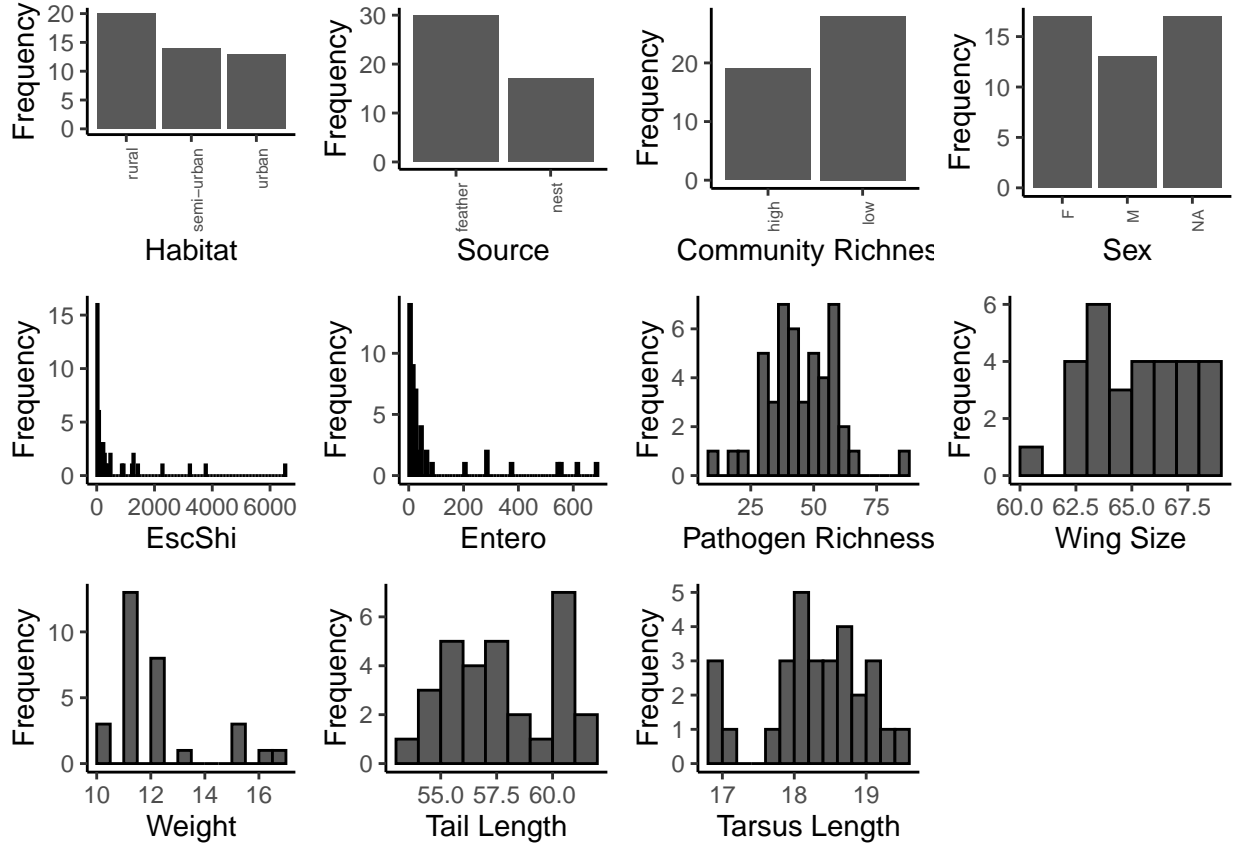 Frequency
20
15
10
5
0
rural
semi−urban
urban
Habitat
Frequency
30
20
10
0
feather
nest
Source
Frequency
20
10
0
high
low
Community Richnes
Frequency
15
10
5
0
F
M
NA
Sex
Frequency
15
10
5
0
0 2000 4000 6000
EscShi
Frequency
10
5
0
0 200 400 600
Entero
Frequency
6
4
2
0
25 50 75
Pathogen Richness
Frequency
6
4
2
0
60.0 62.5 65.0 67.5
Wing Size
Frequency
10
5
0
10 12 14 16
Weight
Frequency
6
4
2
0
55.0 57.5 60.0
Tail Length
Frequency
5
4
3
2
1
0
17 18 19
Tarsus Length